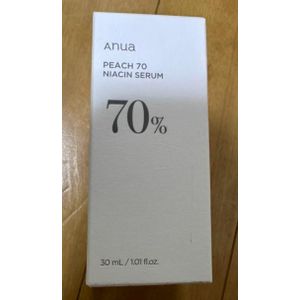 Anua
PEACH 70
NIACIN SERUM
70%
30 mL / 1.01 fl.oz.